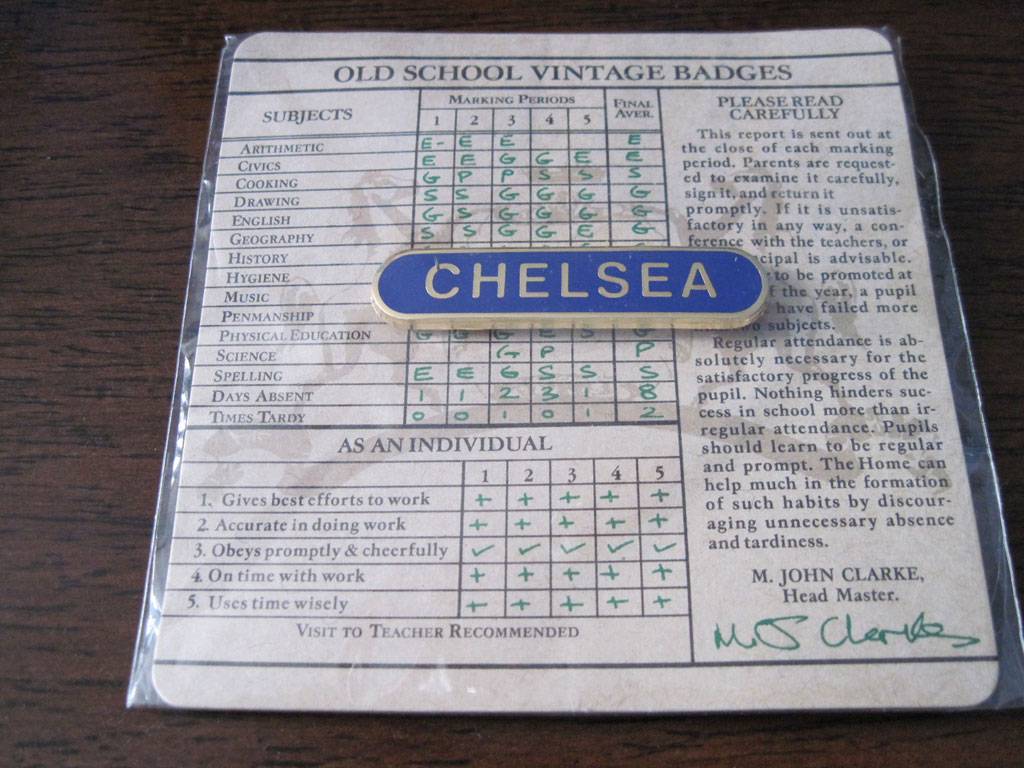 OLD SCHOOL VINTAGE BADGES
SUBJECTS
MARKING PERIODS
FINAL AVER.
1 2 3 4 5
ARITHMETIC E- E E E
CIVICS E E G G E E
COOKING G P P S S S
DRAWING S S G G G G
ENGLISH G S G G G G
GEOGRAPHY S S G G E G
HISTORY
HYGIENE
MUSIC
PENMANSHIP
PHYSICAL EDUCATION
SCIENCE G P P
SPELLING E E G S S S
DAYS ABSENT 1 1 2 3 1 8
TIMES TARDY 0 0 1 0 1 2
CHELSEA
AS AN INDIVIDUAL
1 2 3 4 5
1. Gives best efforts to work + + + + +
2. Accurate in doing work + + + + +
3. Obeys promptly & cheerfully ✓ ✓ ✓ ✓ ✓
4. On time with work + + + + +
5. Uses time wisely + + + + +
VISIT TO TEACHER RECOMMENDED
PLEASE READ
CAREFULLY
This report is sent out at
the close of each marking
period. Parents are request-
ed to examine it carefully,
sign it, and return it
promptly. If it is unsatis-
factory in any way, a con-
ference with the teachers, or
is advisable.
to be promoted at
the year, a pupil
have failed more
subjects.
Regular attendance is ab-
solutely necessary for the
satisfactory progress of the
pupil. Nothing hinders suc-
cess in school more than ir-
regular attendance. Pupils
should learn to be regular
and prompt. The Home can
help much in the formation
of such habits by discour-
aging unnecessary absence
and tardiness.
M. JOHN CLARKE,
Head Master.
M J Clarke